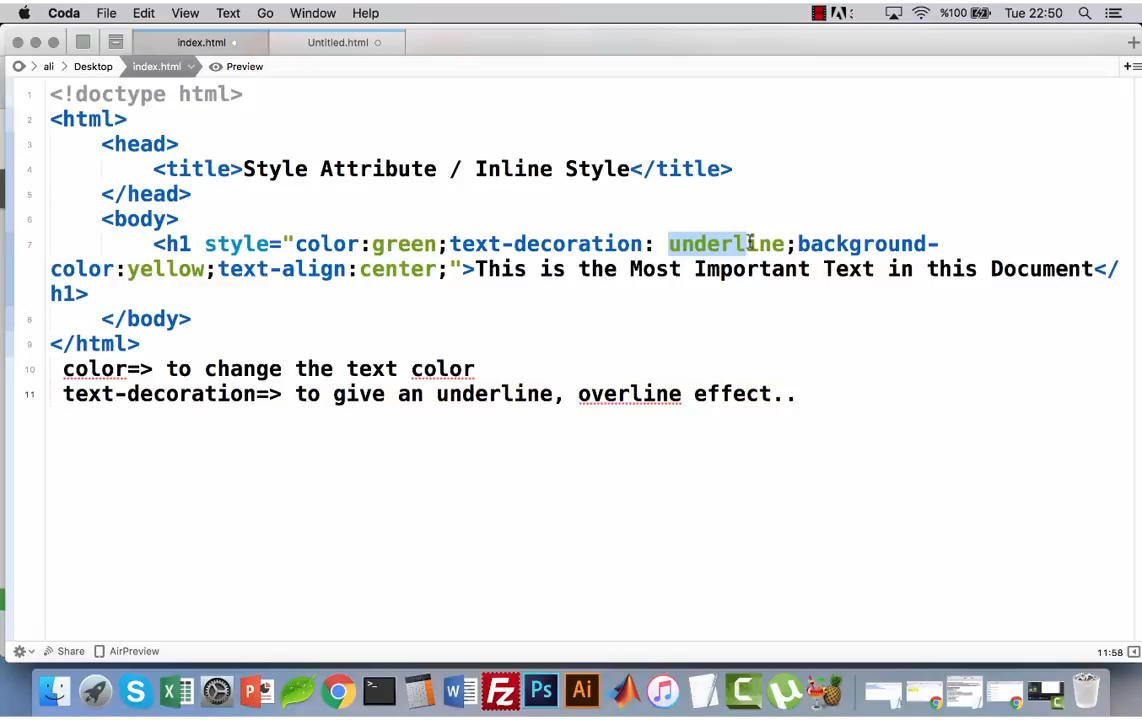 Coda File Edit View Text Go Window Help %100 Tue 22:50
index.html Untitled.html
ali Desktop index.html Preview
1 <!doctype html>
2 <html>
3 <head>
4 <title>Style Attribute / Inline Style</title>
5 </head>
6 <body>
7 <h1 style="color:green;text-decoration: underline;background-
color:yellow;text-align:center;">This is the Most Important Text in this Document</
h1>
8 </body>
9 </html>
10 color=> to change the text color
11 text-decoration=> to give an underline, overline effect..
Share AirPreview 11:58
S X P W Fz Ps Ai C µ